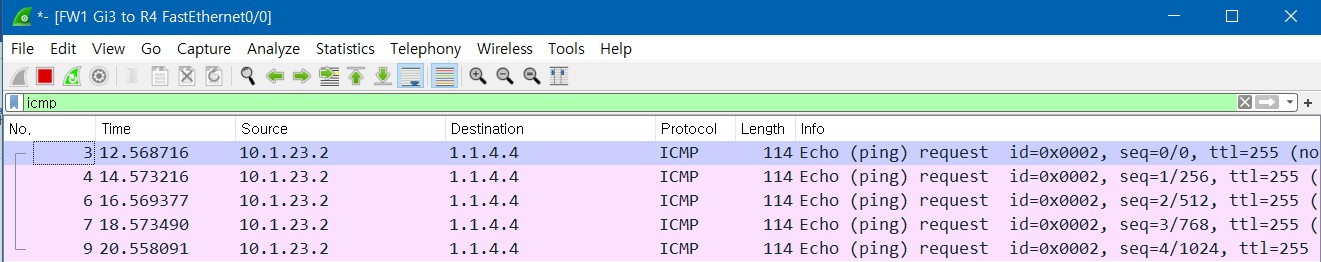 *- [FW1 Gi3 to R4 FastEthernet0/0]
File Edit View Go Capture Analyze Statistics Telephony Wireless Tools Help
icmp
No. Time Source Destination Protocol Length Info
3 12.568716 10.1.23.2 1.1.4.4 ICMP 114 Echo (ping) request id=0x0002, seq=0/0, ttl=255 (no
4 14.573216 10.1.23.2 1.1.4.4 ICMP 114 Echo (ping) request id=0x0002, seq=1/256, ttl=255 (
6 16.569377 10.1.23.2 1.1.4.4 ICMP 114 Echo (ping) request id=0x0002, seq=2/512, ttl=255 (
7 18.573490 10.1.23.2 1.1.4.4 ICMP 114 Echo (ping) request id=0x0002, seq=3/768, ttl=255 (
9 20.558091 10.1.23.2 1.1.4.4 ICMP 114 Echo (ping) request id=0x0002, seq=4/1024, ttl=255